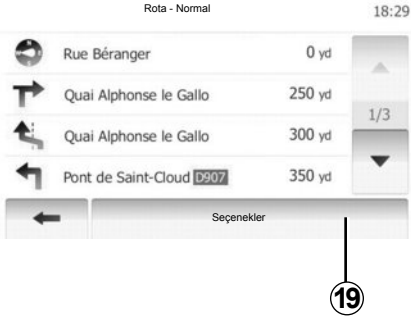 Rota - Normal 18:29
Rue Béranger 0 yd
Quai Alphonse le Gallo 250 yd
1/3
Quai Alphonse le Gallo 300 yd
Pont de Saint-Cloud D907 350 yd
Seçenekler
19